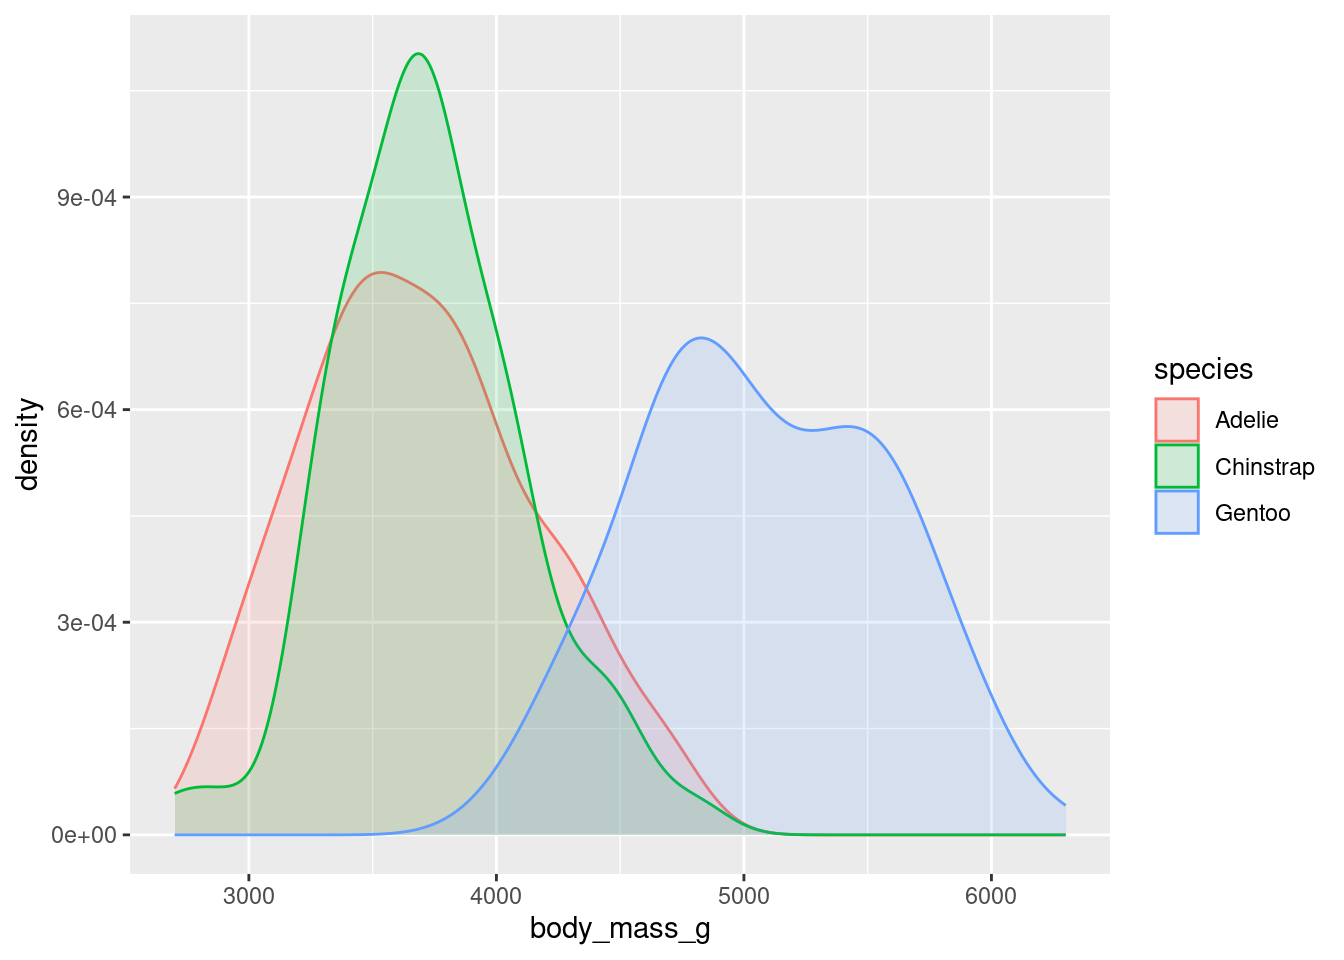 9e-04
6e-04
3e-04
0e+00
density
3000 4000 5000 6000
body_mass_g
species
Adelie
Chinstrap
Gentoo